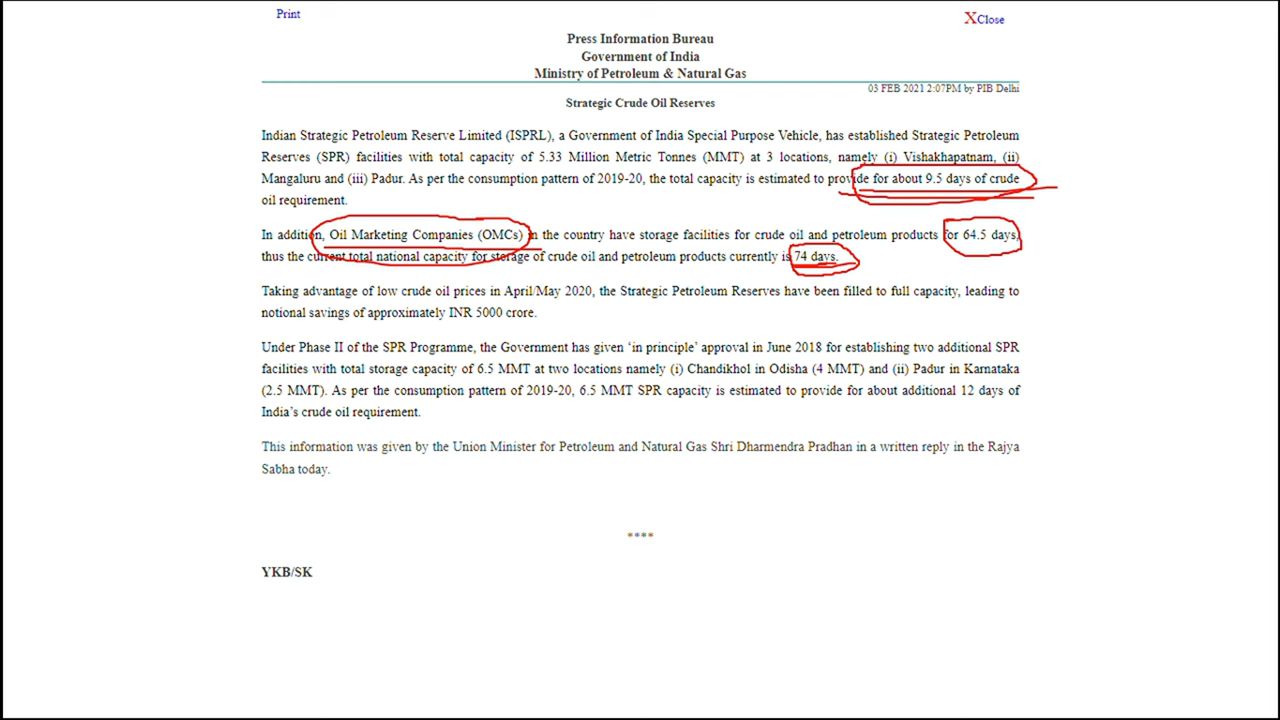 Print
XClose
Press Information Bureau
Government of India
Ministry of Petroleum & Natural Gas
03 FEB 2021 2:07PM by PIB Delhi
Strategic Crude Oil Reserves
Indian Strategic Petroleum Reserve Limited (ISPRL), a Government of India Special Purpose Vehicle, has established Strategic Petroleum
Reserves (SPR) facilities with total capacity of 5.33 Million Metric Tonnes (MMT) at 3 locations, namely (i) Vishakhapatnam, (ii)
Mangaluru and (iii) Padur. As per the consumption pattern of 2019-20, the total capacity is estimated to provide for about 9.5 days of crude
oil requirement.
In addition, Oil Marketing Companies (OMCs) in the country have storage facilities for crude oil and petroleum products for 64.5 days,
thus the current total national capacity for storage of crude oil and petroleum products currently is 74 days.
Taking advantage of low crude oil prices in April/May 2020, the Strategic Petroleum Reserves have been filled to full capacity, leading to
notional savings of approximately INR 5000 crore.
Under Phase II of the SPR Programme, the Government has given ‘in principle’ approval in June 2018 for establishing two additional SPR
facilities with total storage capacity of 6.5 MMT at two locations namely (i) Chandikhol in Odisha (4 MMT) and (ii) Padur in Karnataka
(2.5 MMT). As per the consumption pattern of 2019-20, 6.5 MMT SPR capacity is estimated to provide for about additional 12 days of
India’s crude oil requirement.
This information was given by the Union Minister for Petroleum and Natural Gas Shri Dharmendra Pradhan in a written reply in the Rajya
Sabha today.
****
YKB/SK